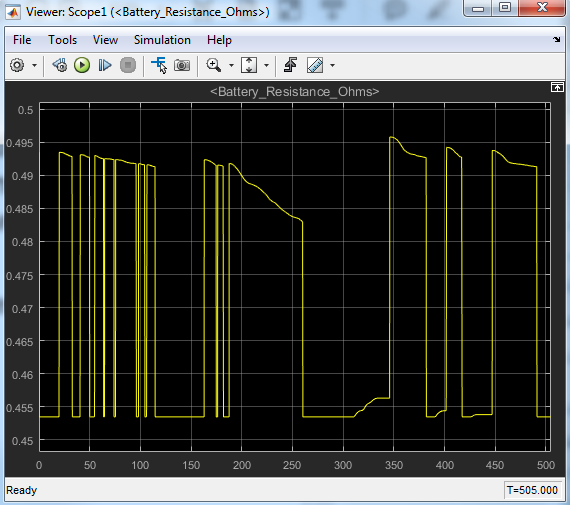 Viewer: Scope1 (<Battery_Resistance_Ohms>)
File Tools View Simulation Help
<Battery_Resistance_Ohms>
0.5
0.495
0.49
0.485
0.48
0.475
0.47
0.465
0.46
0.455
0.45
0 50 100 150 200 250 300 350 400 450 500
Ready T=505.000